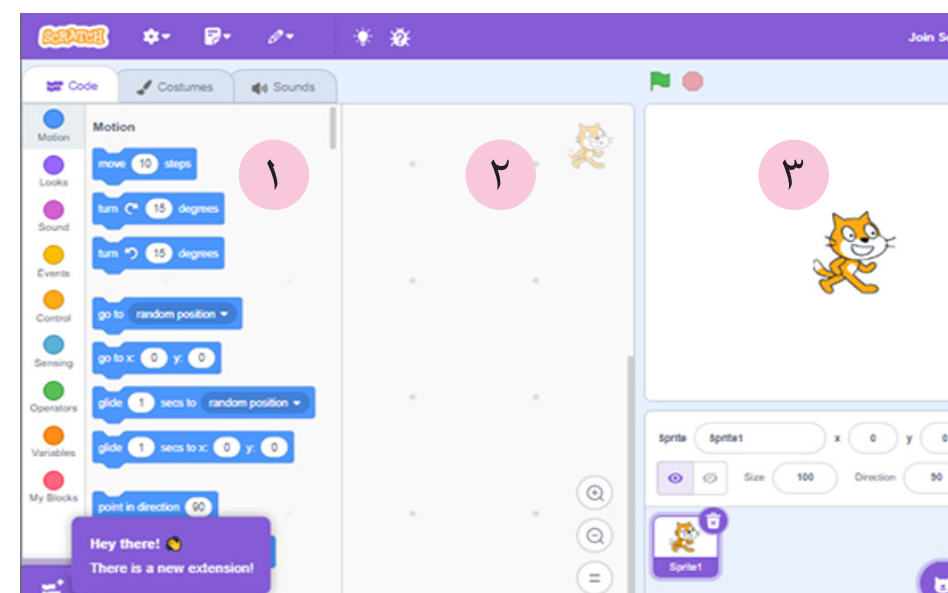 SCRATCH
Join Sc
Code Costumes Sounds
Motion
Looks
Sound
Events
Control
Sensing
Operators
Variables
My Blocks
Motion
move 10 steps
turn 15 degrees
turn 15 degrees
go to random position
go to x: 0 y: 0
glide 1 secs to random position
glide 1 secs to x: 0 y: 0
point in direction 90
Hey there!
There is a new extension!
١
٢
٣
Sprite Sprite1 x 0 y 0
Size 100 Direction 90
Sprite1